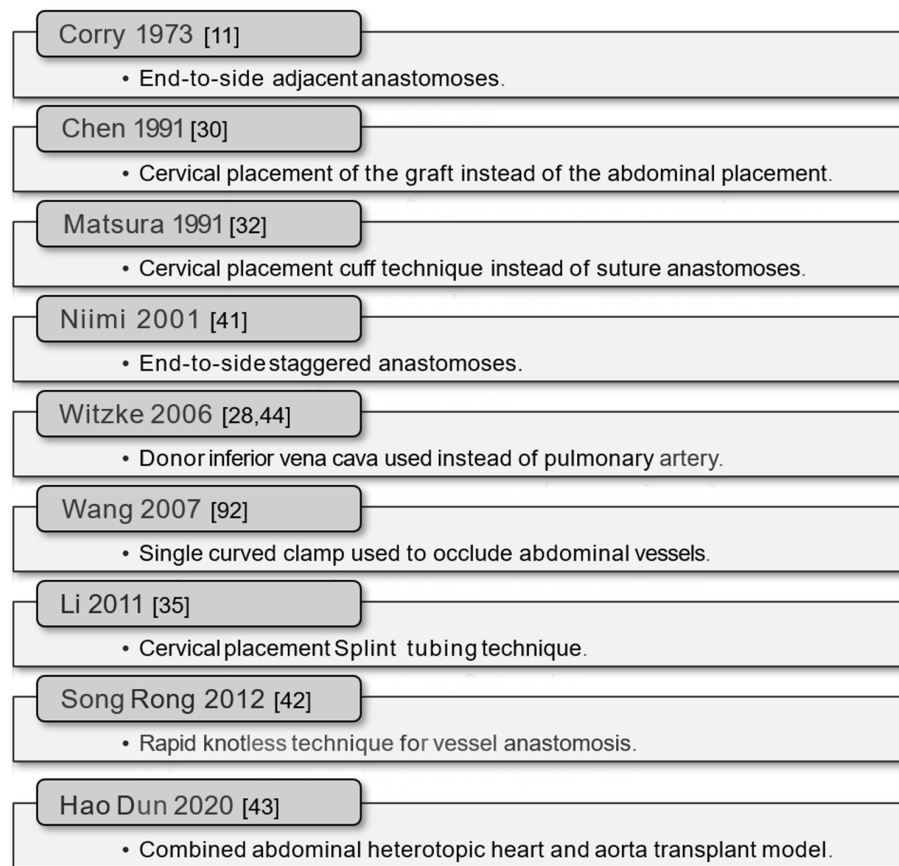 Corry 1973 [11]
• End-to-side adjacent anastomoses.
Chen 1991 [30]
• Cervical placement of the graft instead of the abdominal placement.
Matsura 1991 [32]
• Cervical placement cuff technique instead of suture anastomoses.
Niimi 2001 [41]
• End-to-side staggered anastomoses.
Witzke 2006 [28,44]
• Donor inferior vena cava used instead of pulmonary artery.
Wang 2007 [92]
• Single curved clamp used to occlude abdominal vessels.
Li 2011 [35]
• Cervical placement Splint tubing technique.
Song Rong 2012 [42]
• Rapid knotless technique for vessel anastomosis.
Hao Dun 2020 [43]
• Combined abdominal heterotopic heart and aorta transplant model.